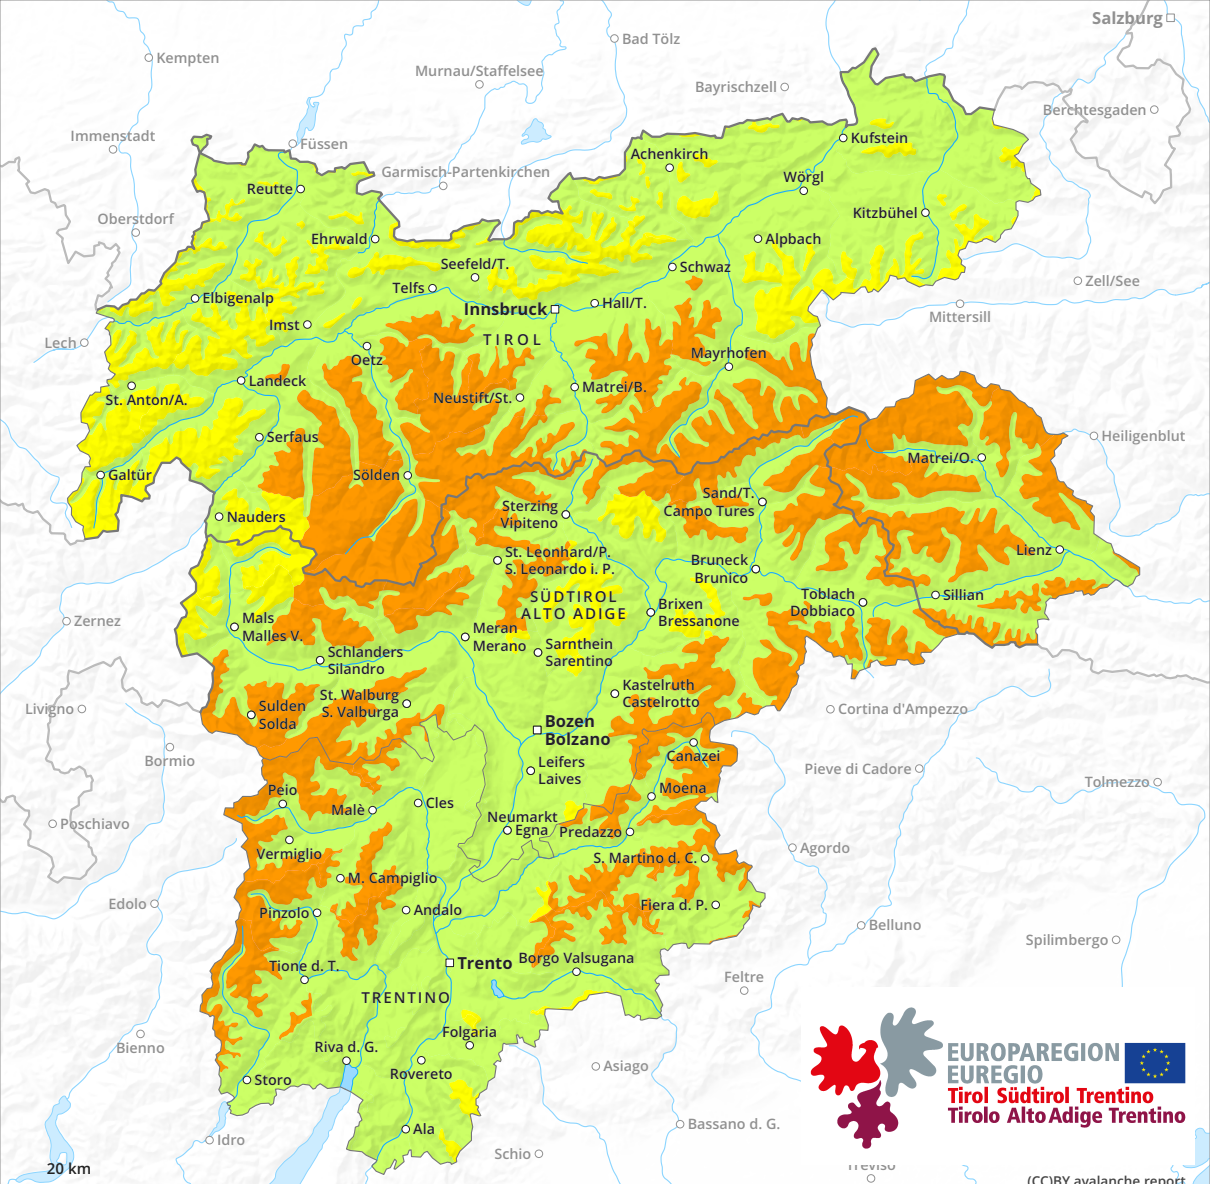 Salzburg
Bad Tölz
Kempten
Murnau/Staffelsee
Bayrischzell
Berchtesgaden
Immenstadt
Füssen
Kufstein
Achenkirch
Garmisch-Partenkirchen
Wörgl
Reutte
Oberstdorf
Kitzbühel
Ehrwald
Alpbach
Seefeld/T.
Schwaz
Zell/See
Telfs
Elbigenalp
Hall/T.
Innsbruck
Mittersill
Imst
TIROL
Lech
Oetz
Mayrhofen
Landeck
Matrei/B.
St. Anton/A.
Neustift/St.
Serfaus
Heiligenblut
Matrei/O.
Galtür
Sölden
Sand/T.
Campo Tures
Sterzing
Vipiteno
Nauders
St. Leonhard/P.
S. Leonardo i. P.
Lienz
Bruneck
Brunico
SÜDTIROL
ALTO ADIGE
Toblach
Dobbiaco
Sillian
Brixen
Bressanone
Zernez
Mals
Malles V.
Meran
Merano
Sarnthein
Sarentino
Schlanders
Silandro
Kastelruth
Castelrotto
St. Walburg
S. Valburga
Livigno
Sulden
Solda
Cortina d'Ampezzo
Bozen
Bolzano
Bormio
Canazei
Leifers
Laives
Pieve di Cadore
Tolmezzo
Peio
Moena
Malè
Cles
Neumarkt
Egna
Poschiavo
Predazzo
Vermiglio
Agordo
S. Martino d. C.
M. Campiglio
Edolo
Fiera d. P.
Pinzolo
Andalo
Belluno
Spilimbergo
Trento
Borgo Valsugana
Tione d. T.
Feltre
TRENTINO
Bienno
Folgaria
Riva d. G.
EUROPAREGION
EUREGIO
Tirol Südtirol Trentino
Tirolo Alto Adige Trentino
Asiago
Rovereto
Storo
Idro
Ala
Bassano d. G.
Schio
20 km
Treviso
(CC)BY avalanche.report